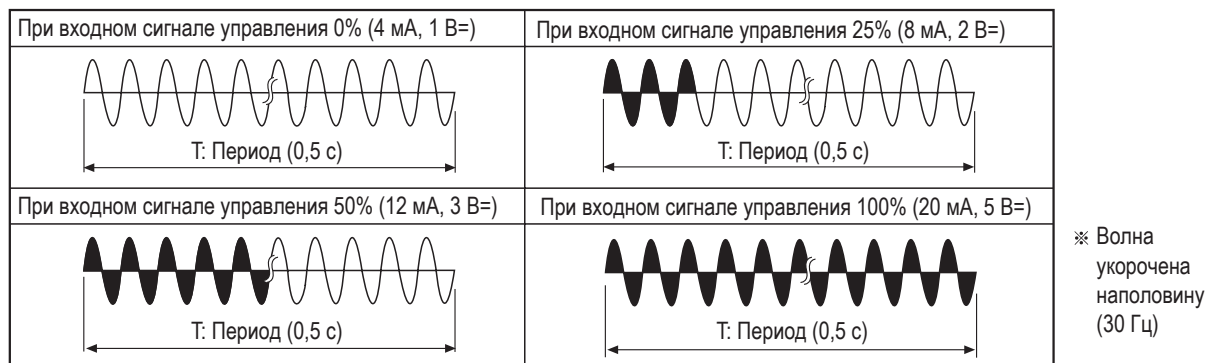 При входном сигнале управления 0% (4 мА, 1 В=)
T: Период (0,5 с)
При входном сигнале управления 25% (8 мА, 2 В=)
T: Период (0,5 с)
При входном сигнале управления 50% (12 мА, 3 В=)
T: Период (0,5 с)
При входном сигнале управления 100% (20 мА, 5 В=)
T: Период (0,5 с)
※ Волна
укорочена
наполовину
(30 Гц)